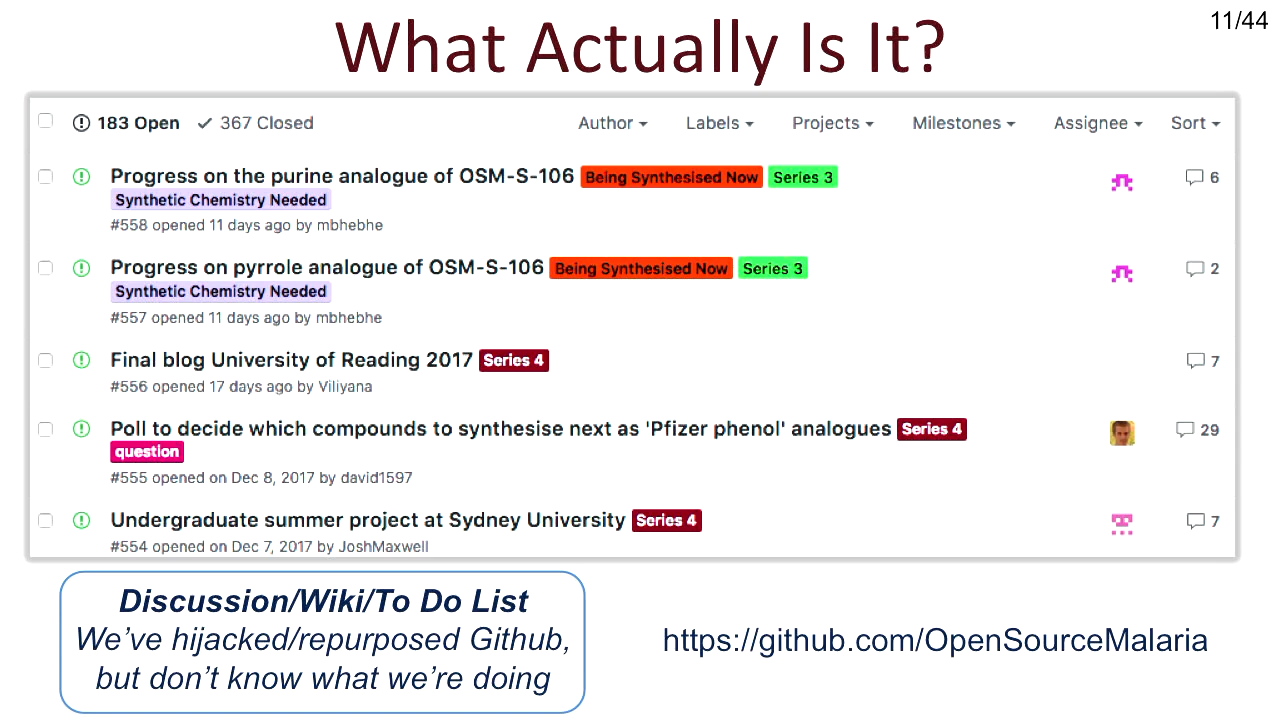 What Actually Is It?
11/44
183 Open 367 Closed Author Labels Projects Milestones Assignee Sort
Progress on the purine analogue of OSM-S-106 Being Synthesised Now Series 3 6
Synthetic Chemistry Needed
#558 opened 11 days ago by mbhebhe
Progress on pyrrole analogue of OSM-S-106 Being Synthesised Now Series 3 2
Synthetic Chemistry Needed
#557 opened 11 days ago by mbhebhe
Final blog University of Reading 2017 Series 4 7
#556 opened 17 days ago by Viliyana
Poll to decide which compounds to synthesise next as 'Pfizer phenol' analogues Series 4 29
question
#555 opened on Dec 8, 2017 by david1597
Undergraduate summer project at Sydney University Series 4 7
#554 opened on Dec 7, 2017 by JoshMaxwell
Discussion/Wiki/To Do List
We've hijacked/repurposed Github,
but don't know what we're doing
https://github.com/OpenSourceMalaria